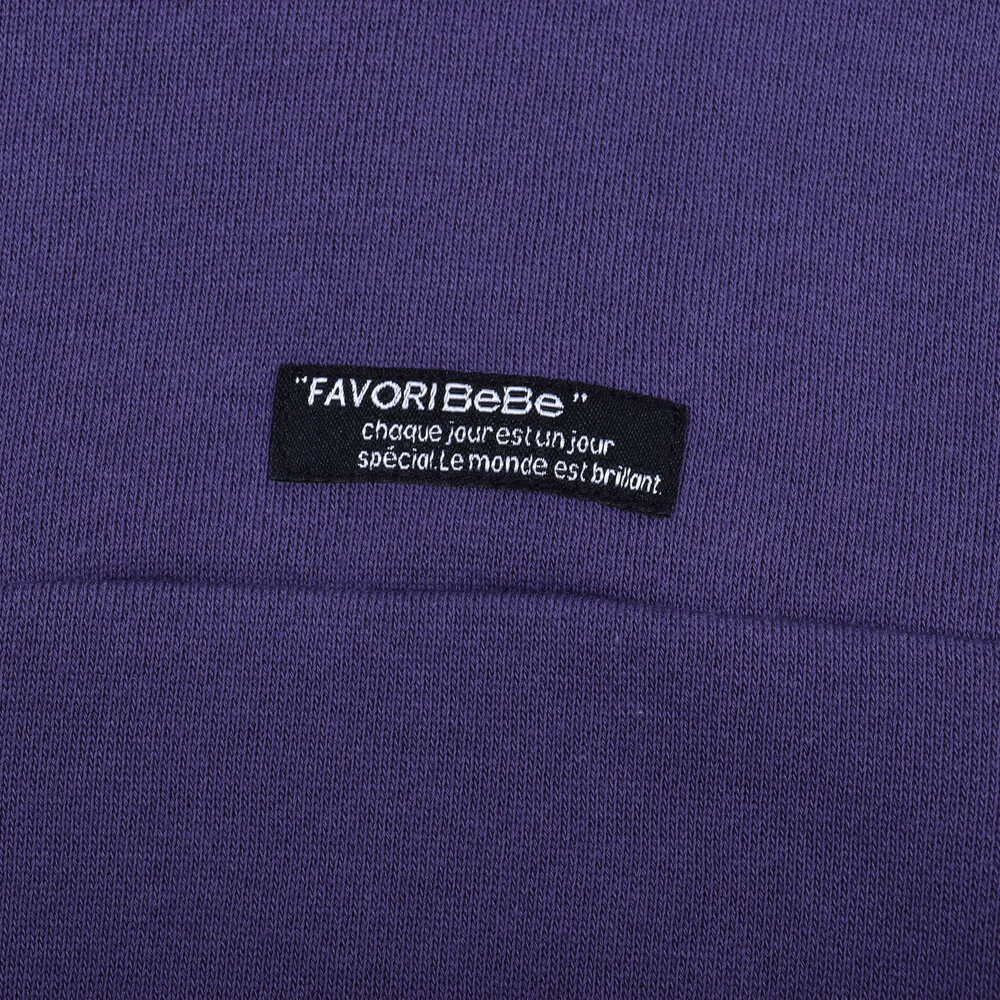 "FAVORI BeBe"
chaque jour est un jour
spécial. Le monde est brillant.